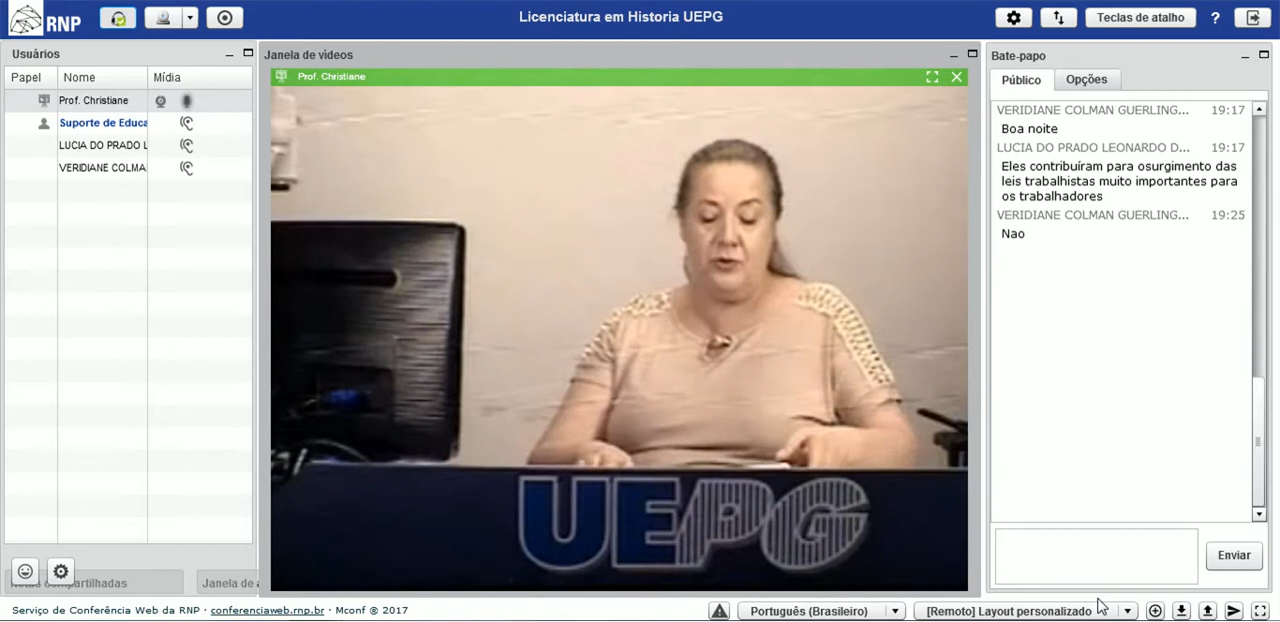 RNP
Licenciatura em Historia UEPG
Teclas de atalho
?
Usuários
Papel Nome Mídia
Prof. Christiane
Suporte de Educa
LUCIA DO PRADO L
VERIDIANE COLMA
Janela de vídeos
Prof. Christiane
UEPG
Bate-papo
Público Opções
VERIDIANE COLMAN GUERLING... 19:17
Boa noite
LUCIA DO PRADO LEONARDO D... 19:17
Eles contribuíram para osurgimento das
leis trabalhistas muito importantes para
os trabalhadores
VERIDIANE COLMAN GUERLING... 19:25
Nao
Enviar
Notas compartilhadas
Janela de a
Serviço de Conferência Web da RNP · conferenciaweb.rnp.br · Mconf ® 2017
Português (Brasileiro)
[Remoto] Layout personalizado